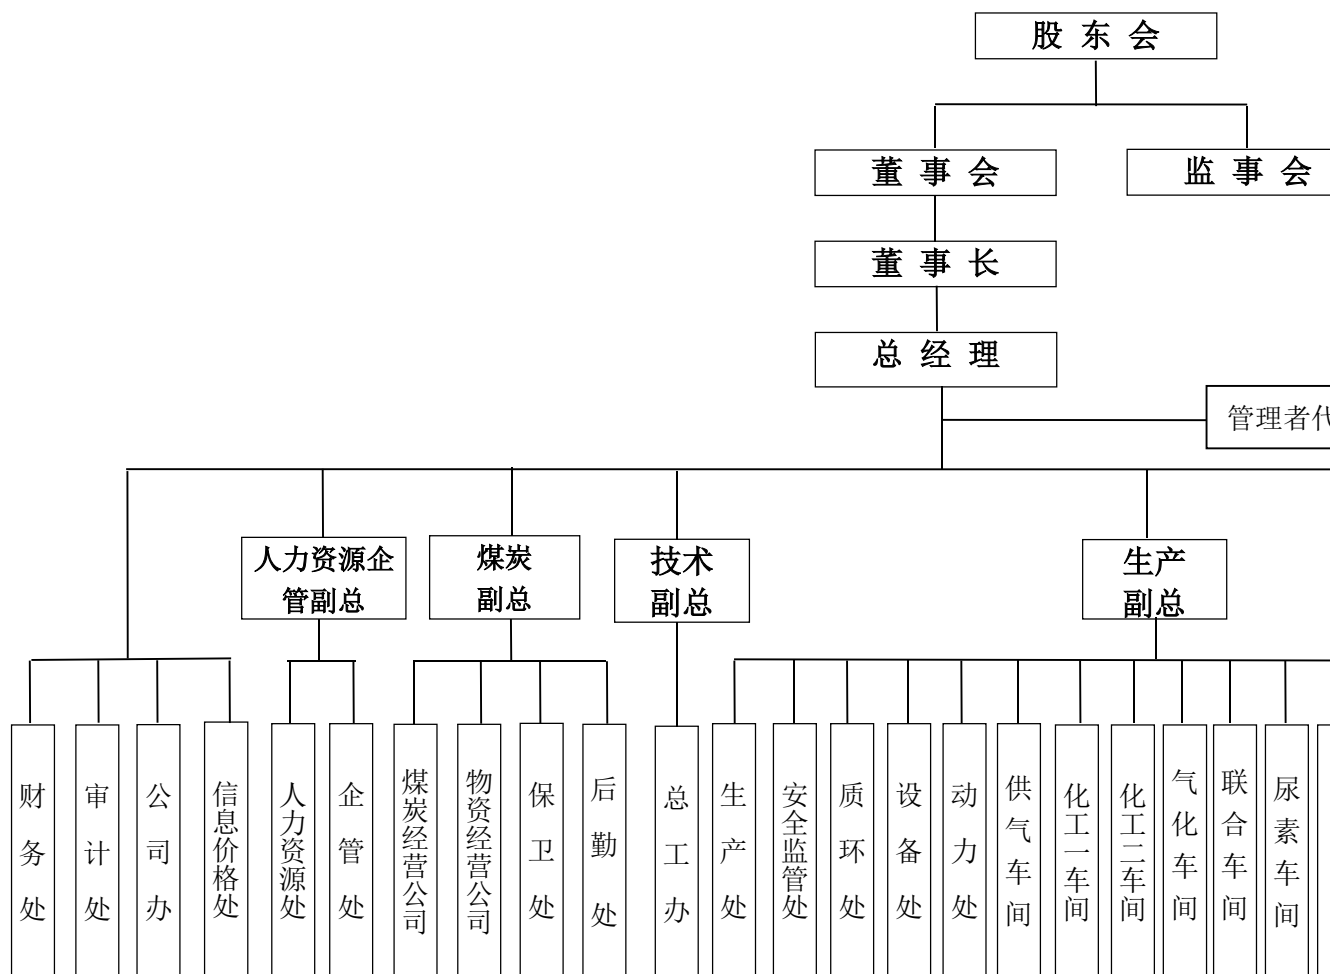 股东会
董事会
监事会
董事长
总经理
管理者代
人力资源企
管副总
煤炭
副总
技术
副总
生产
副总
财务处
审计处
公司办
信息价格处
人力资源处
企管处
煤炭经营公司
物资经营公司
保卫处
后勤处
总工办
生产处
安全监管处
质环处
设备处
动力处
供气车间
化工一车间
化工二车间
气化车间
联合车间
尿素车间